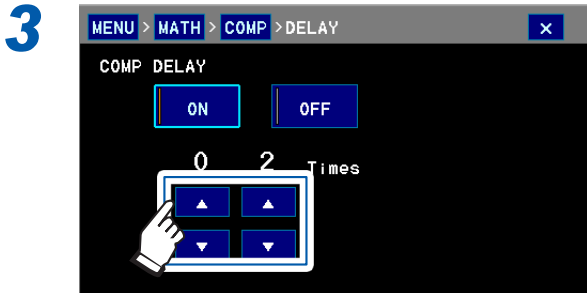 3
MENU > MATH > COMP > DELAY ×
COMP DELAY
ON OFF
0 2 Times